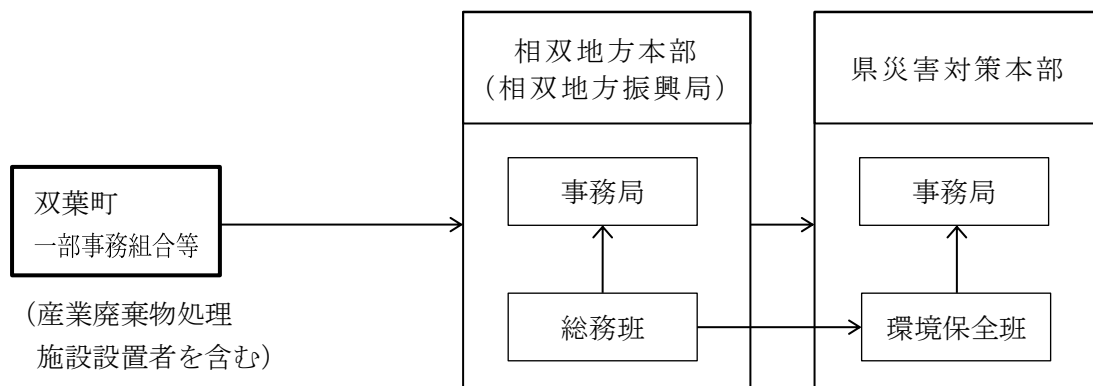 相双地方本部
(相双地方振興局)
県災害対策本部
双葉町
一部事務組合等
(産業廃棄物処理
施設設置者を含む)
事務局
総務班
事務局
環境保全班